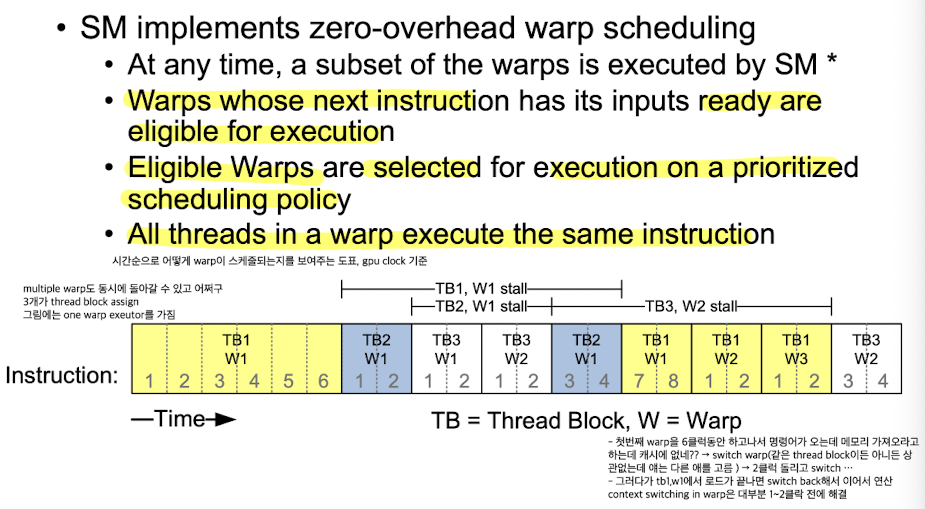 • SM implements zero-overhead warp scheduling
• At any time, a subset of the warps is executed by SM *
• Warps whose next instruction has its inputs ready are
eligible for execution
• Eligible Warps are selected for execution on a prioritized
scheduling policy
• All threads in a warp execute the same instruction
시간순으로 어떻게 warp이 스케쥴되는지를 보여주는 도표, gpu clock 기준
multiple warp도 동시에 돌아갈 수 있고 어쩌구
3개가 thread block assign
그림에는 one warp exeutor를 가짐
TB1, W1 stall
TB2, W1 stall
TB3, W2 stall
TB1 TB2 TB3 TB3 TB2 TB1 TB1 TB1 TB3
W1 W1 W1 W2 W1 W1 W2 W3 W2
Instruction: 1 2 3 4 5 6 1 2 1 2 1 2 3 4 7 8 1 2 1 2 3 4
Time
TB = Thread Block, W = Warp
- 첫번째 warp을 6클럭동안 하고나서 명령어가 오는데 메모리 가져오라고
하는데 캐시에 없네?? → switch warp(같은 thread block이든 아니든 상
관없는데 얘는 다른 애를 고름 ) → 2클럭 돌리고 switch ...
- 그러다가 tb1,w1에서 로드가 끝나면 switch back해서 이어서 연산
context switching in warp은 대부분 1~2클락 전에 해결